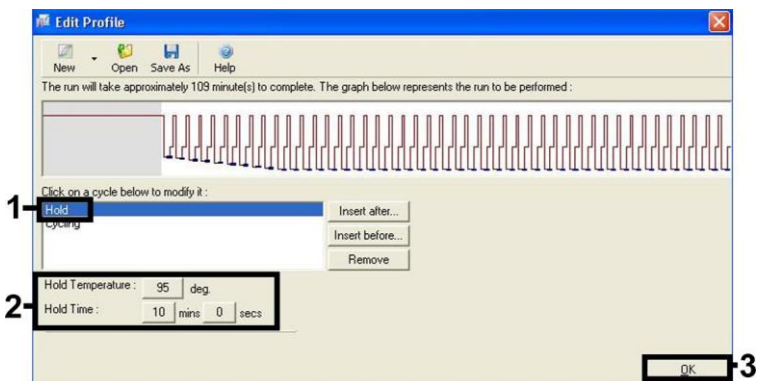 Edit Profile
New Open Save As Help
The run will take approximately 109 minute(s) to complete. The graph below represents the run to be performed :
Click on a cycle below to modify it :
1 Hold Insert after...
Cycling Insert before...
Remove
Hold Temperature : 95 deg.
2
Hold Time : 10 mins 0 secs
OK 3